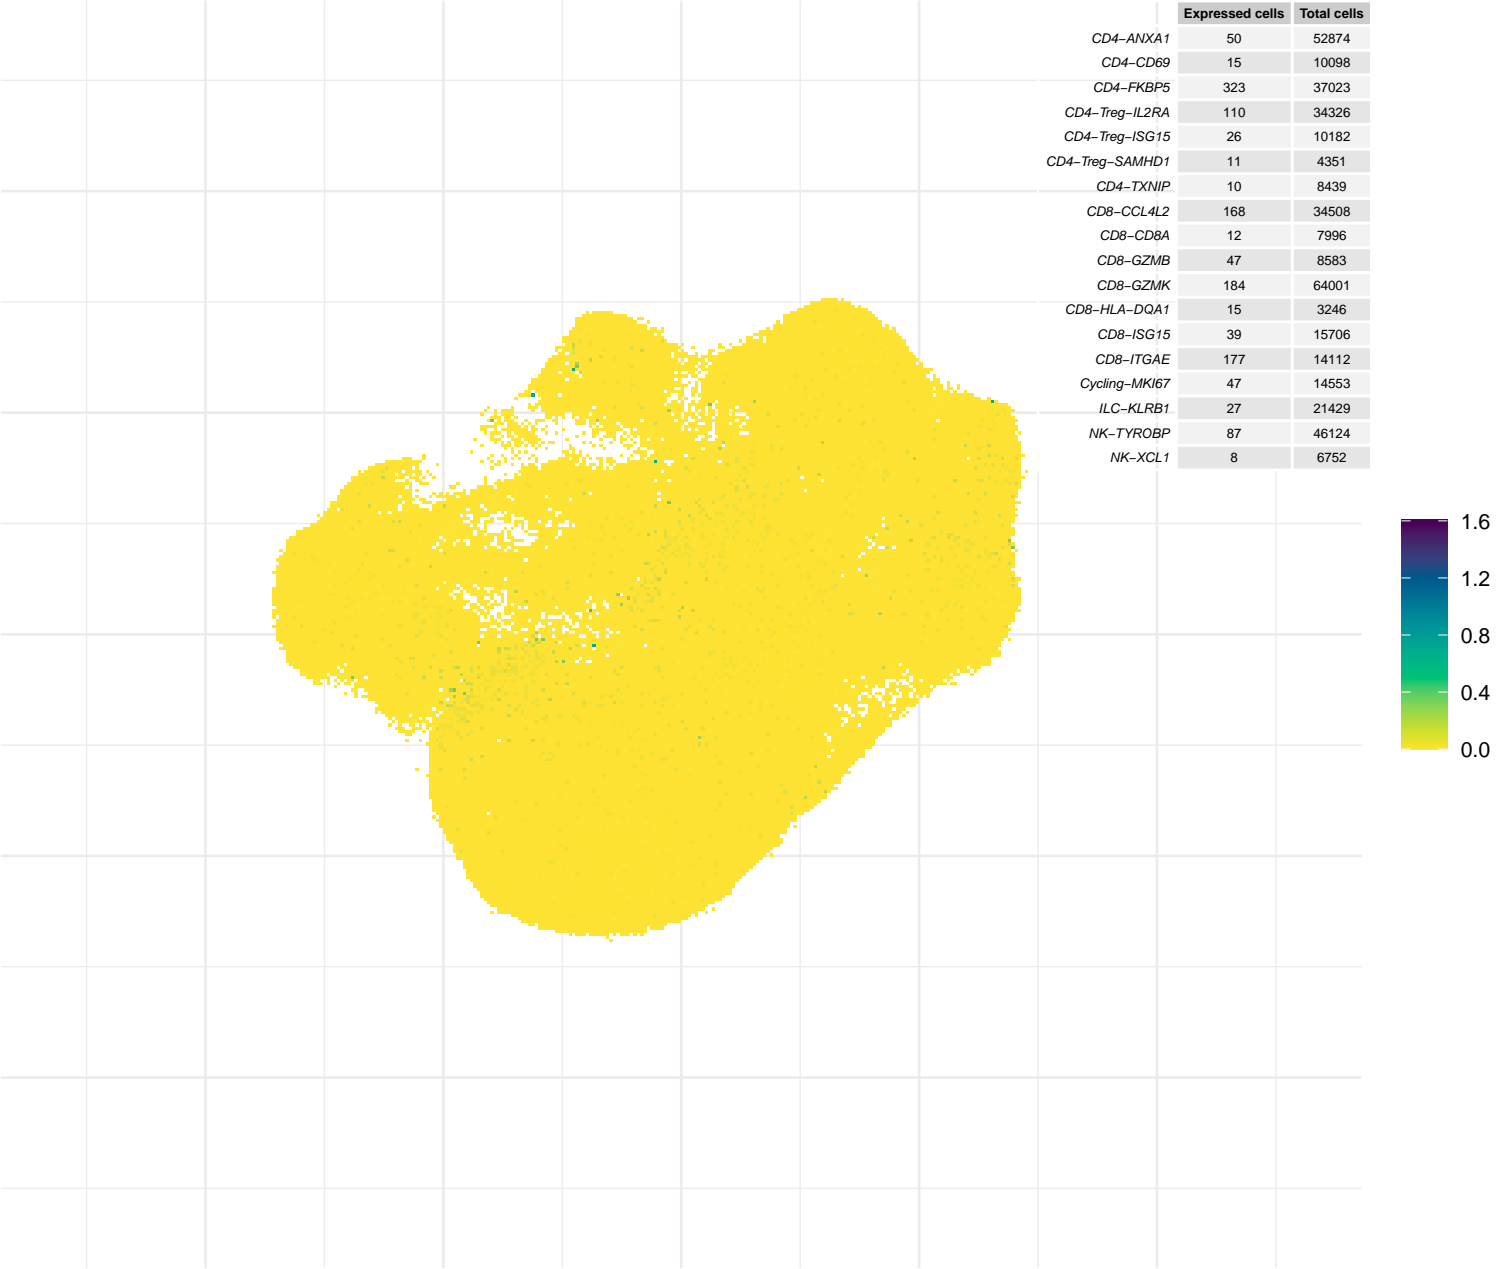 Expressed cells Total cells
CD4−ANXA1 50 52874
CD4−CD69 15 10098
CD4−FKBP5 323 37023
CD4−Treg−IL2RA 110 34326
CD4−Treg−ISG15 26 10182
CD4−Treg−SAMHD1 11 4351
CD4−TXNIP 10 8439
CD8−CCL4L2 168 34508
CD8−CD8A 12 7996
CD8−GZMB 47 8583
CD8−GZMK 184 64001
CD8−HLA−DQA1 15 3246
CD8−ISG15 39 15706
CD8−ITGAE 177 14112
Cycling−MKI67 47 14553
ILC−KLRB1 27 21429
NK−TYROBP 87 46124
NK−XCL1 8 6752
1.6
1.2
0.8
0.4
0.0